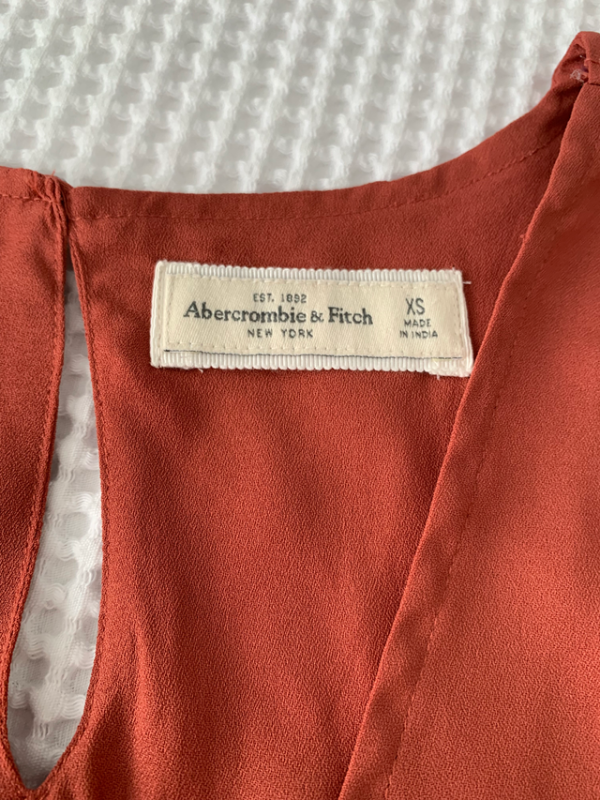 EST. 1892
Abercrombie & Fitch
NEW YORK
XS
MADE
IN INDIA